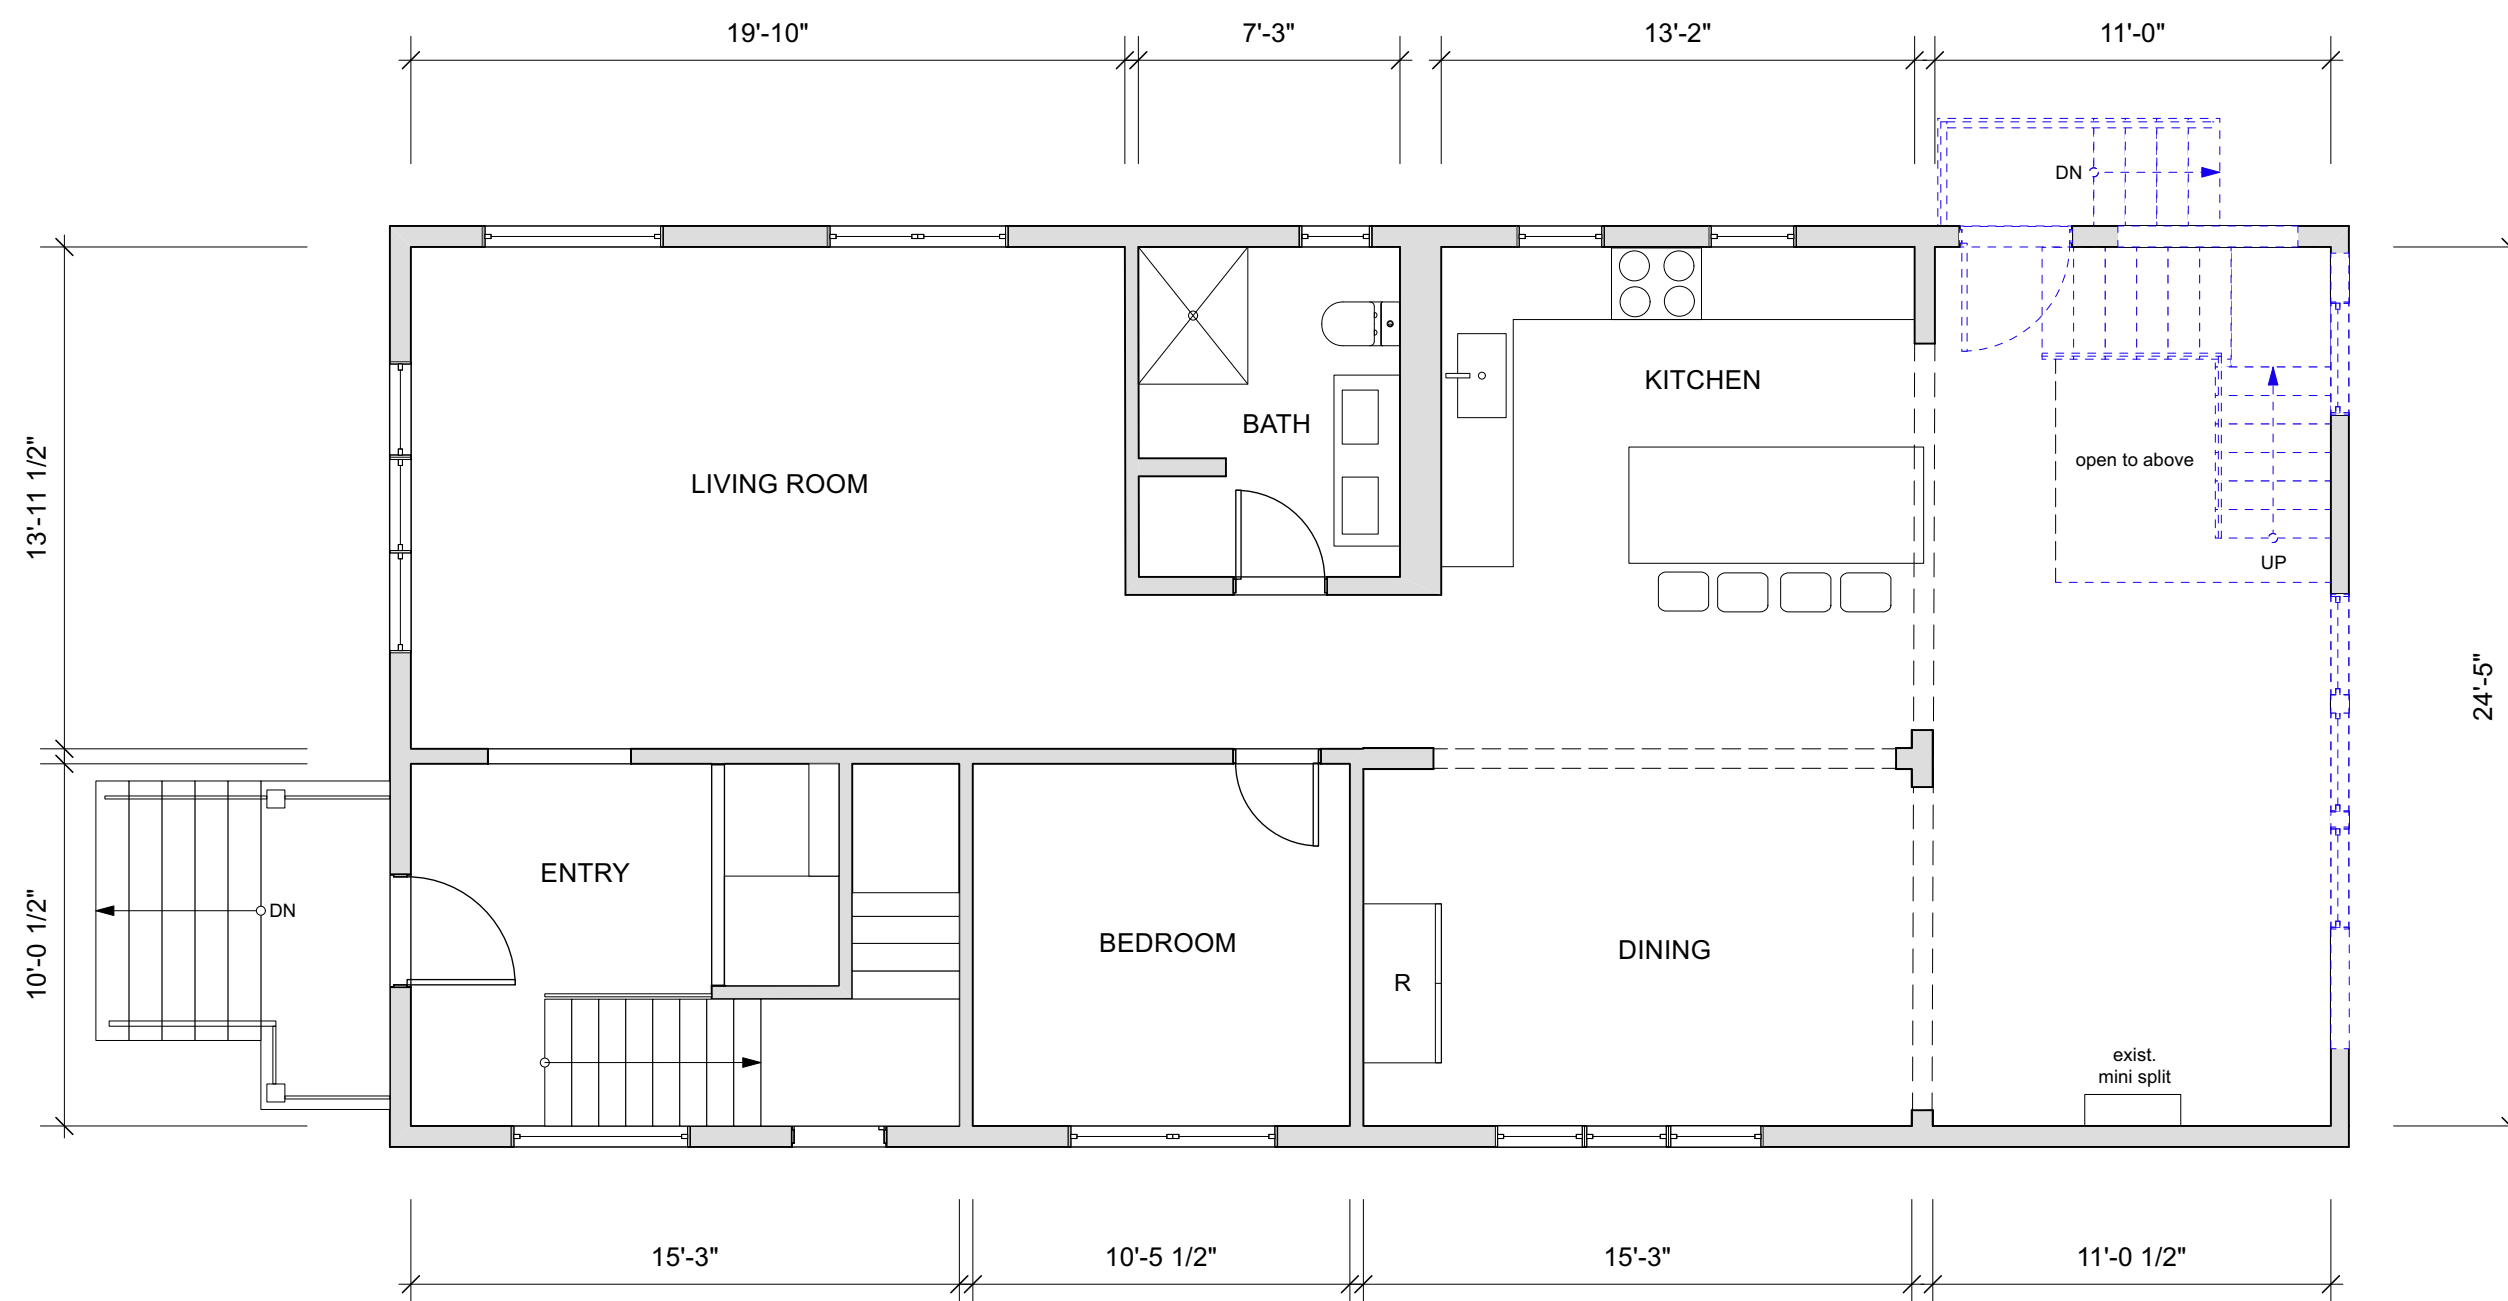 19'-10"
7'-3"
13'-2"
11'-0"
DN
KITCHEN
BATH
open to above
LIVING ROOM
13'-11 1/2"
UP
24'-5"
ENTRY
DN
10'-0 1/2"
BEDROOM
DINING
R
exist.
mini split
15'-3"
10'-5 1/2"
15'-3"
11'-0 1/2"